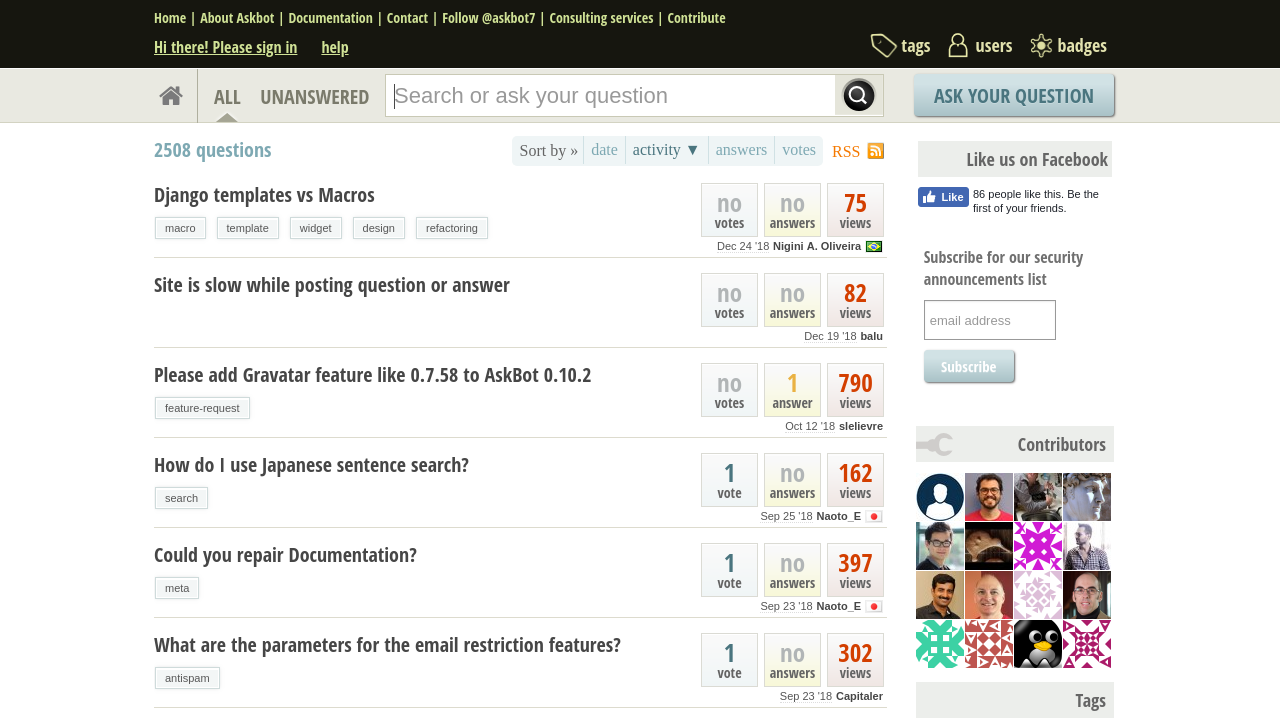 Home | About Askbot | Documentation | Contact | Follow @askbot7 | Consulting services | Contribute
Hi there! Please sign in help
tags users badges
ALL UNANSWERED
Search or ask your question
ASK YOUR QUESTION
2508 questions
Sort by » date activity ▼ answers votes RSS
Django templates vs Macros
macro template widget design refactoring
no votes
no answers
75 views
Dec 24 '18 Nigini A. Oliveira
Site is slow while posting question or answer
no votes
no answers
82 views
Dec 19 '18 balu
Please add Gravatar feature like 0.7.58 to AskBot 0.10.2
feature-request
no votes
1 answer
790 views
Oct 12 '18 slelievre
How do I use Japanese sentence search?
search
1 vote
no answers
162 views
Sep 25 '18 Naoto_E
Could you repair Documentation?
meta
1 vote
no answers
397 views
Sep 23 '18 Naoto_E
What are the parameters for the email restriction features?
antispam
1 vote
no answers
302 views
Sep 23 '18 Capitaler
Like us on Facebook
Like
86 people like this. Be the
first of your friends.
Subscribe for our security
announcements list
email address
Subscribe
Contributors
Tags